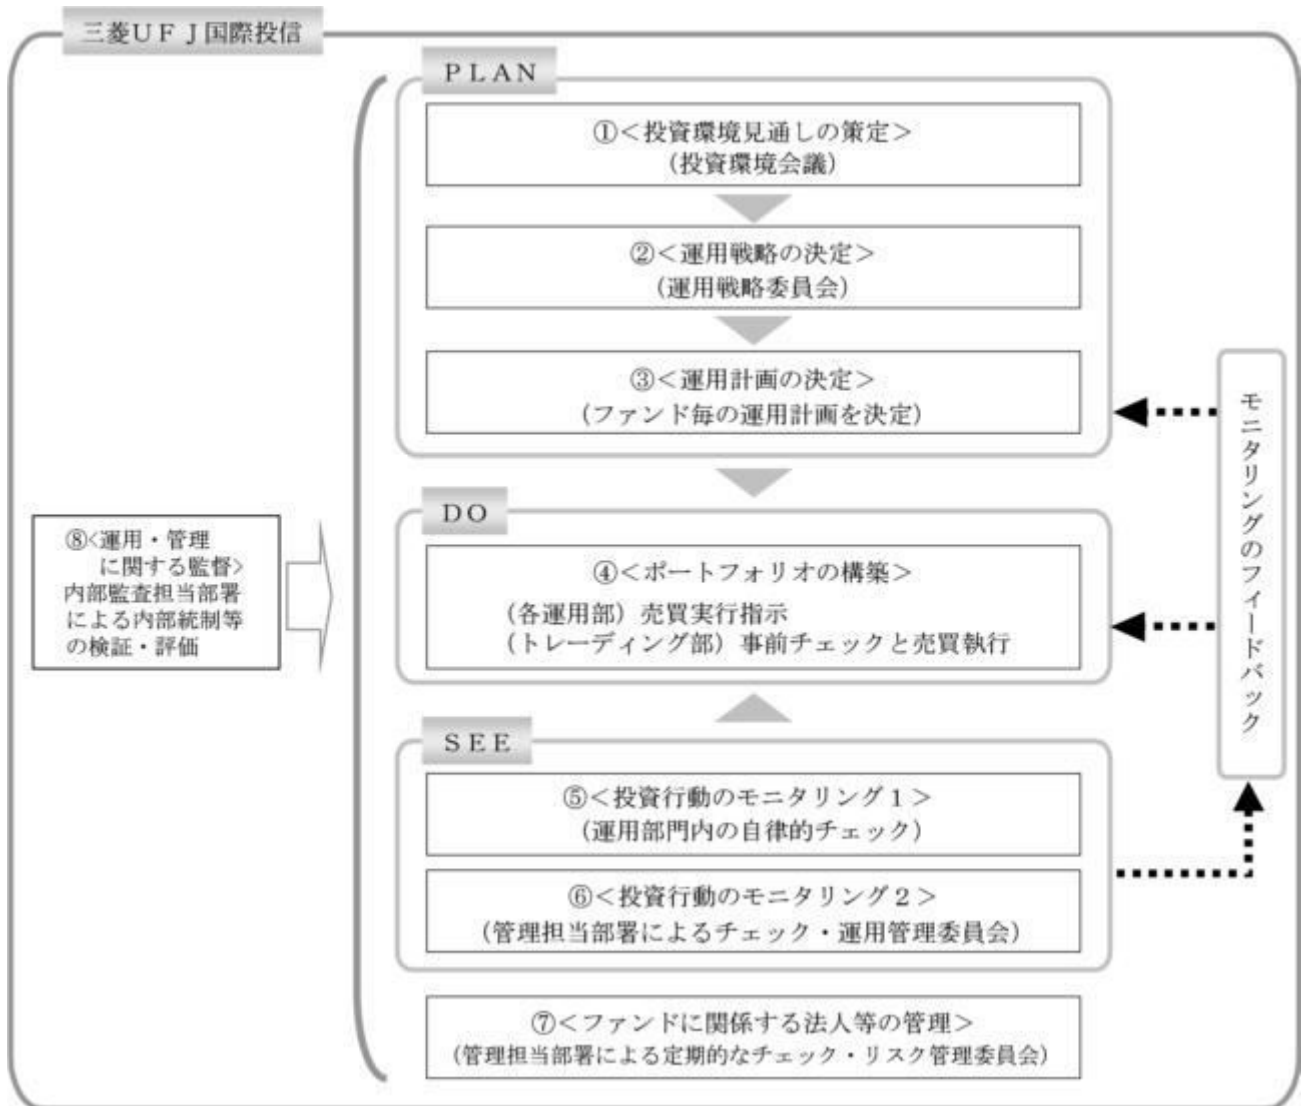 三菱ＵＦＪ国際投信
ＰＬＡＮ
①＜投資環境見通しの策定＞
（投資環境会議）
②＜運用戦略の決定＞
（運用戦略委員会）
③＜運用計画の決定＞
（ファンド毎の運用計画を決定）
ＤＯ
④＜ポートフォリオの構築＞
（各運用部）売買実行指示
（トレーディング部）事前チェックと売買執行
ＳＥＥ
⑤＜投資行動のモニタリング１＞
（運用部門内の自律的チェック）
⑥＜投資行動のモニタリング２＞
（管理担当部署によるチェック・運用管理委員会）
⑦＜ファンドに関係する法人等の管理＞
（管理担当部署による定期的なチェック・リスク管理委員会）
⑧<運用・管理
に関する監督>
内部監査担当部署
による内部統制等
の検証・評価
モニタリングのフィードバック